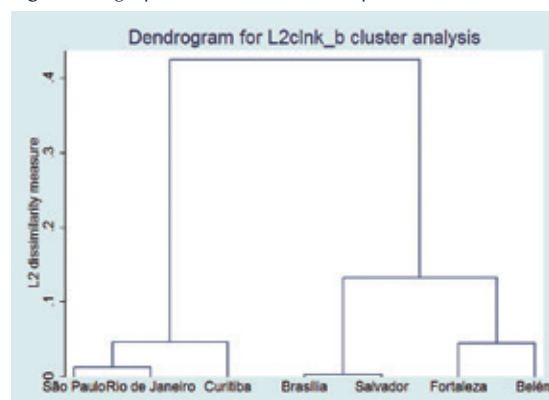 Dendrogram for L2clnk_b cluster analysis
L2 dissimilarity measure
.4
.3
.2
.1
0
São Paulo Rio de Janeiro Curitiba Brasília Salvador Fortaleza Belém